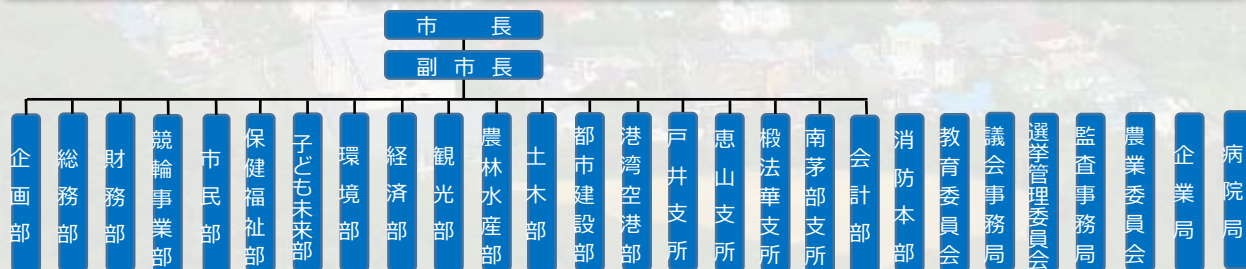 市長
副市長
企画部
総務部
財務部
競輪事業部
市民部
保健福祉部
子ども未来部
環境部
経済部
観光部
農林水産部
土木部
都市建設部
港湾空港部
戸井支所
恵山支所
椴法華支所
南茅部支所
会計部
消防本部
教育委員会
議会事務局
選挙管理委員会
監査事務局
農業委員会
企業局
病院局